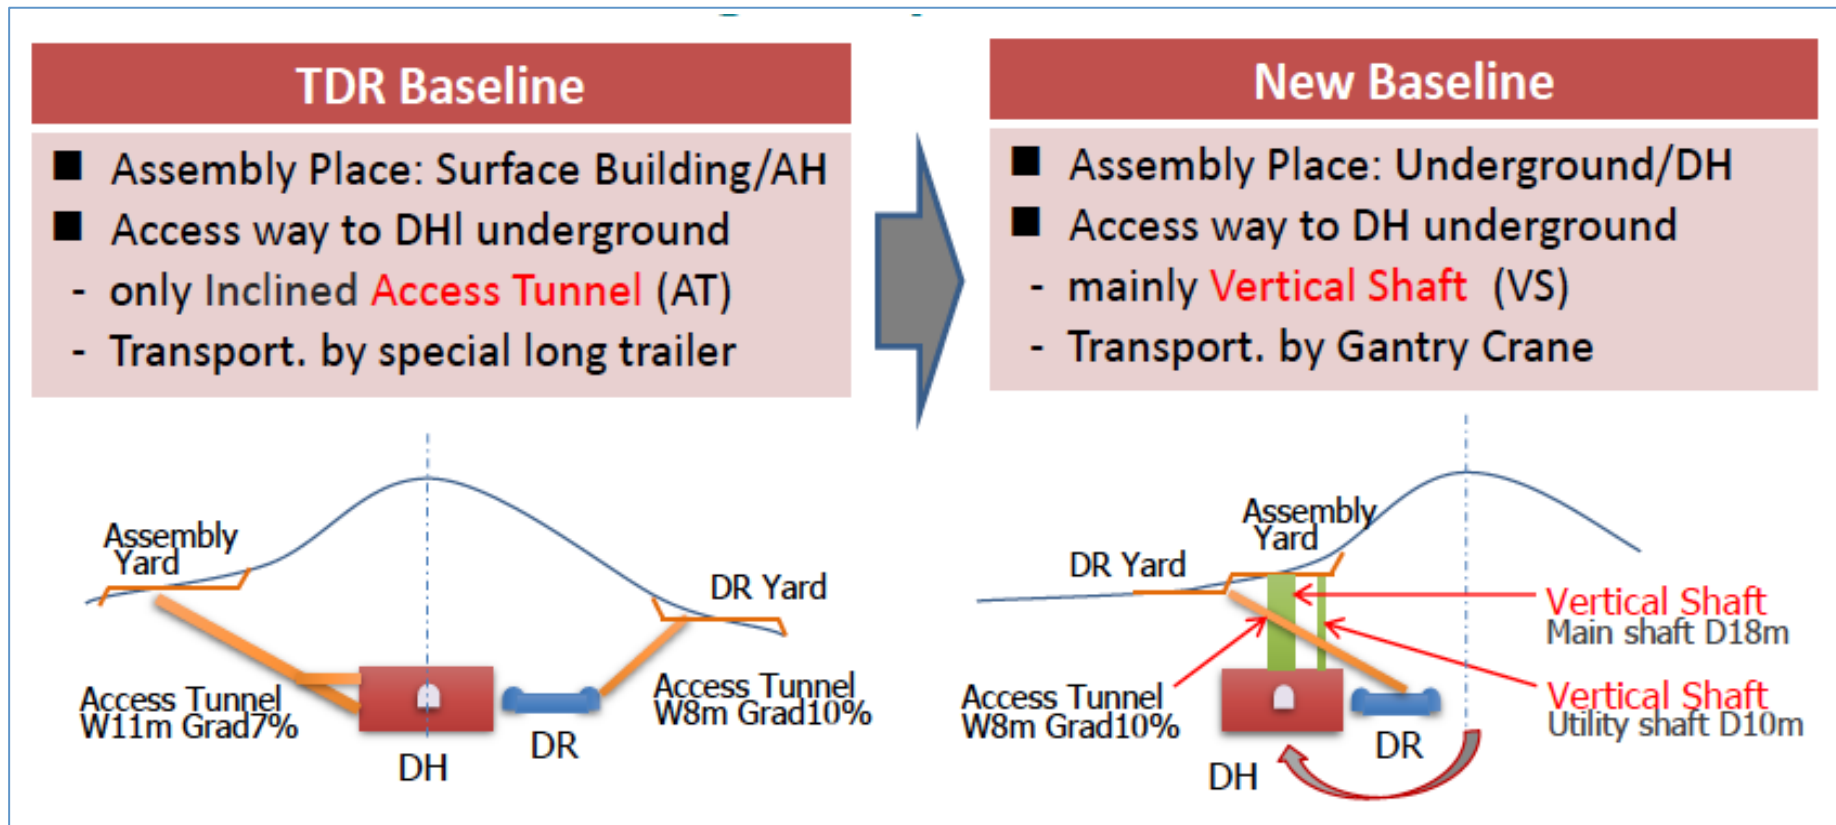 TDR Baseline
■ Assembly Place: Surface Building/AH
■ Access way to DHl underground
- only Inclined Access Tunnel (AT)
- Transport. by special long trailer
New Baseline
■ Assembly Place: Underground/DH
■ Access way to DH underground
- mainly Vertical Shaft (VS)
- Transport. by Gantry Crane
Assembly
Yard
DR Yard
Access Tunnel
W11m Grad7%
Access Tunnel
W8m Grad10%
DR
DH
Assembly
Yard
DR Yard
Vertical Shaft
Main shaft D18m
Access Tunnel
W8m Grad10%
Vertical Shaft
Utility shaft D10m
DR
DH